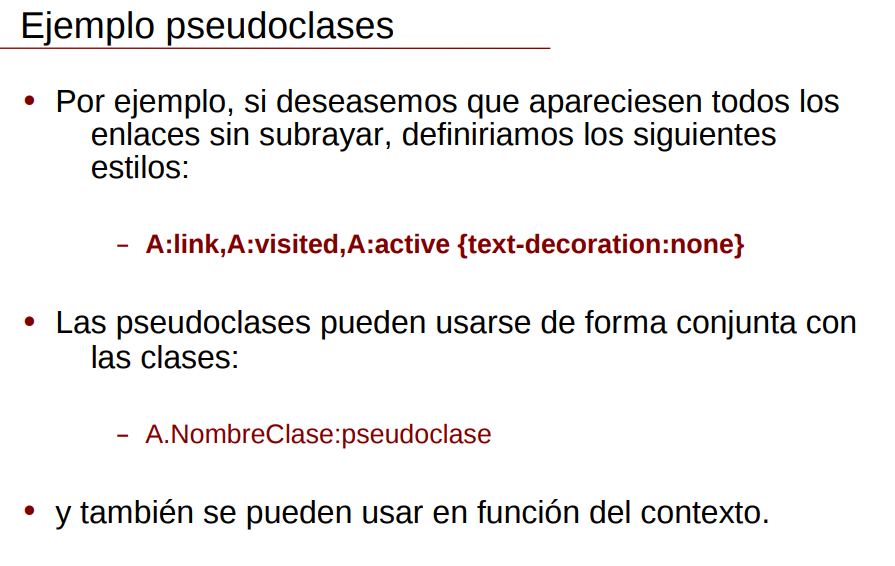 Ejemplo pseudoclases
• Por ejemplo, si deseasemos que apareciesen todos los
enlaces sin subrayar, definiriamos los siguientes
estilos:
– A:link,A:visited,A:active {text-decoration:none}
• Las pseudoclases pueden usarse de forma conjunta con
las clases:
– A.NombreClase:pseudoclase
• y también se pueden usar en función del contexto.